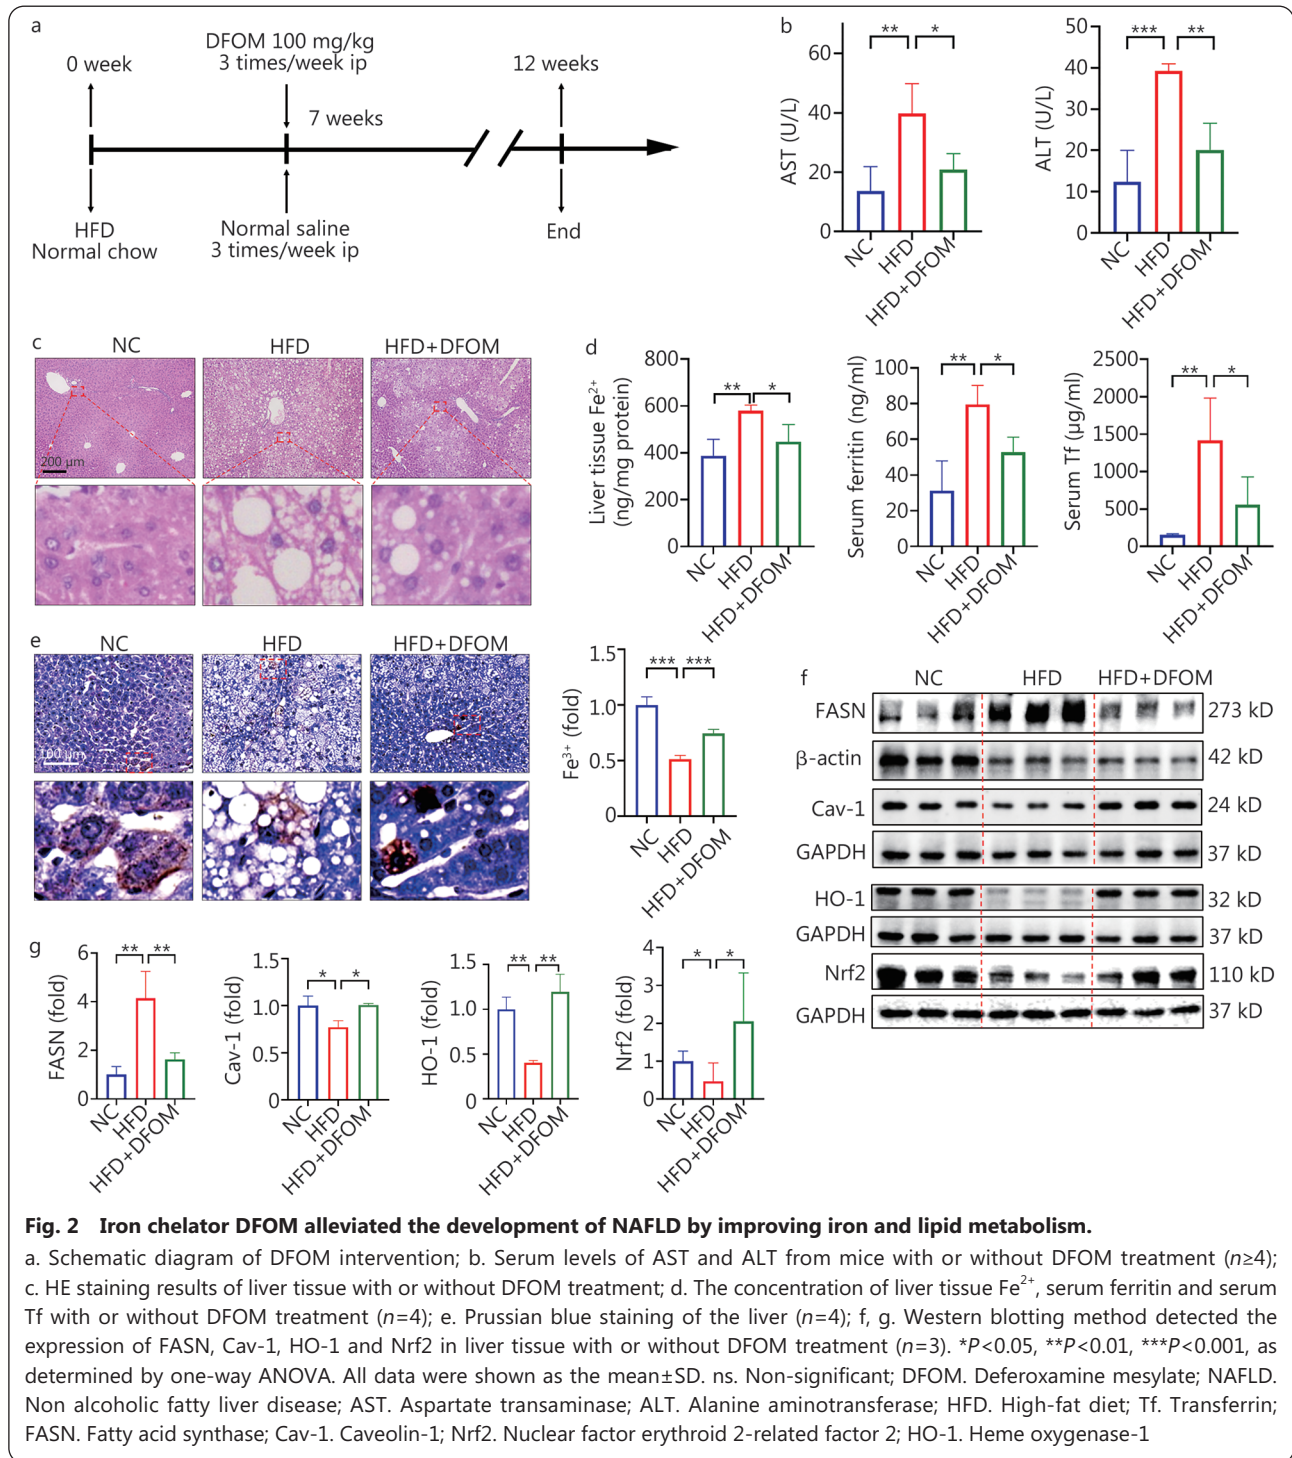 a
0 week
DFOM 100 mg/kg
3 times/week ip
7 weeks
12 weeks
HFD
Normal chow
Normal saline
3 times/week ip
End
b
AST (U/L)
60
40
20
0
** *
NC
HFD
HFD+DFOM
ALT (U/L)
50
40
30
20
10
0
*** **
NC
HFD
HFD+DFOM
c
NC HFD HFD+DFOM
200 μm
d
Liver tissue Fe²⁺
(ng/mg protein)
800
600
400
200
0
** *
NC
HFD
HFD+DFOM
Serum ferritin (ng/ml)
100
80
60
40
20
0
** *
NC
HFD
HFD+DFOM
Serum Tf (μg/ml)
2500
2000
1500
1000
500
0
** *
NC
HFD
HFD+DFOM
e
NC HFD HFD+DFOM
100 μm
Fe³⁺ (fold)
1.5
1.0
0.5
0
*** ***
NC
HFD
HFD+DFOM
f
NC HFD HFD+DFOM
FASN 273 kD
β-actin 42 kD
Cav-1 24 kD
GAPDH 37 kD
HO-1 32 kD
GAPDH 37 kD
Nrf2 110 kD
GAPDH 37 kD
g
FASN (fold)
6
4
2
0
** **
NC
HFD
HFD+DFOM
Cav-1 (fold)
1.5
1.0
0.5
0
* *
NC
HFD
HFD+DFOM
HO-1 (fold)
1.5
1.0
0.5
0
** **
NC
HFD
HFD+DFOM
Nrf2 (fold)
4
3
2
1
0
* *
NC
HFD
HFD+DFOM
Fig. 2 Iron chelator DFOM alleviated the development of NAFLD by improving iron and lipid metabolism.
a. Schematic diagram of DFOM intervention; b. Serum levels of AST and ALT from mice with or without DFOM treatment (n≥4);
c. HE staining results of liver tissue with or without DFOM treatment; d. The concentration of liver tissue Fe²⁺, serum ferritin and serum
Tf with or without DFOM treatment (n=4); e. Prussian blue staining of the liver (n=4); f, g. Western blotting method detected the
expression of FASN, Cav-1, HO-1 and Nrf2 in liver tissue with or without DFOM treatment (n=3). *P<0.05, **P<0.01, ***P<0.001, as
determined by one-way ANOVA. All data were shown as the mean±SD. ns. Non-significant; DFOM. Deferoxamine mesylate; NAFLD.
Non alcoholic fatty liver disease; AST. Aspartate transaminase; ALT. Alanine aminotransferase; HFD. High-fat diet; Tf. Transferrin;
FASN. Fatty acid synthase; Cav-1. Caveolin-1; Nrf2. Nuclear factor erythroid 2-related factor 2; HO-1. Heme oxygenase-1